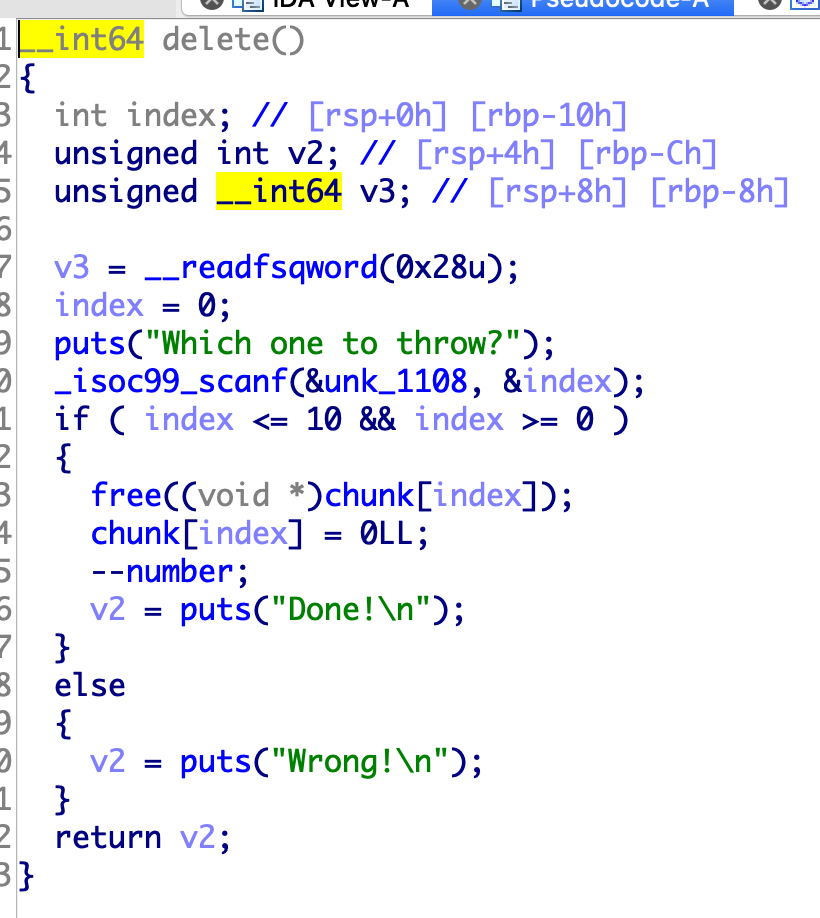 IDA View-A Pseudocode-A
1 __int64 delete()
2 {
3 int index; // [rsp+0h] [rbp-10h]
4 unsigned int v2; // [rsp+4h] [rbp-Ch]
5 unsigned __int64 v3; // [rsp+8h] [rbp-8h]
6
7 v3 = __readfsqword(0x28u);
8 index = 0;
9 puts("Which one to throw?");
0 _isoc99_scanf(&unk_1108, &index);
1 if ( index <= 10 && index >= 0 )
2 {
3 free((void *)chunk[index]);
4 chunk[index] = 0LL;
5 --number;
6 v2 = puts("Done!\n");
7 }
8 else
9 {
0 v2 = puts("Wrong!\n");
1 }
2 return v2;
3 }